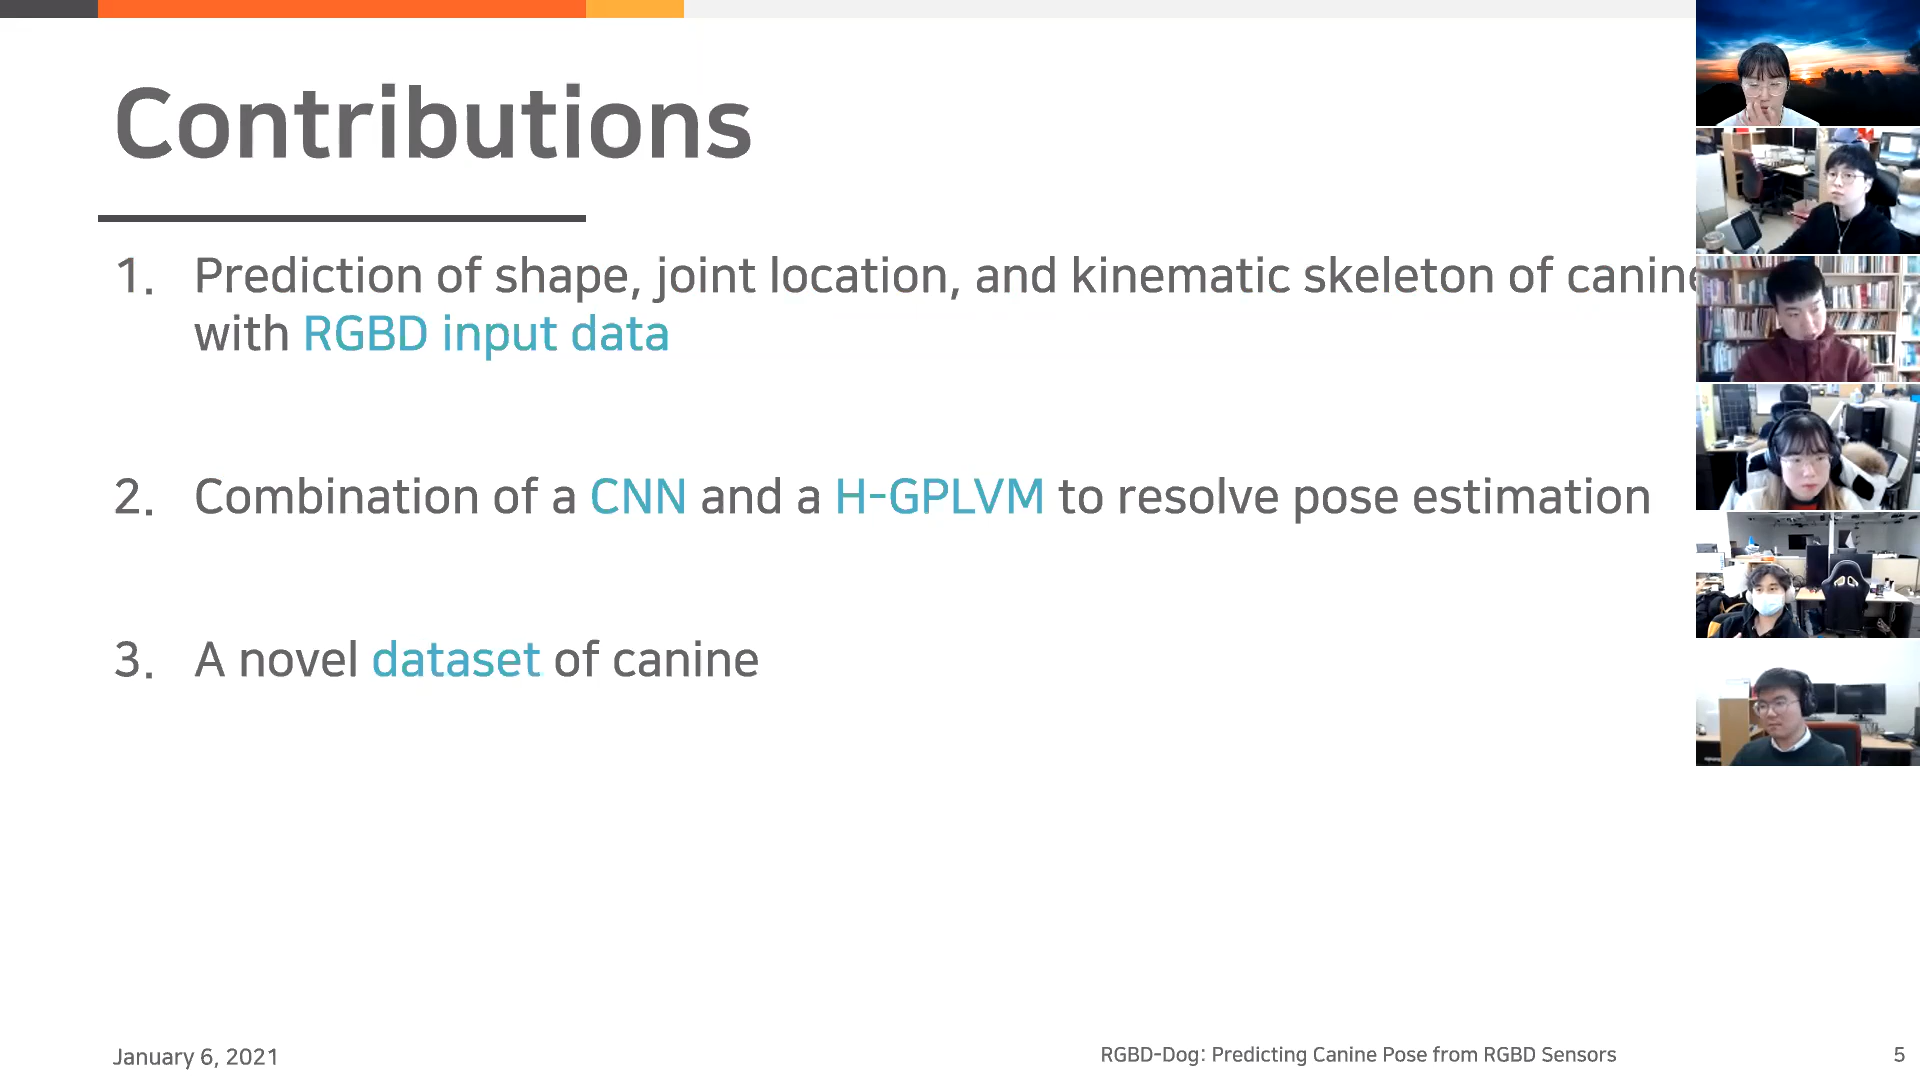 Contributions
1. Prediction of shape, joint location, and kinematic skeleton of canine
with RGBD input data
2. Combination of a CNN and a H-GPLVM to resolve pose estimation
3. A novel dataset of canine
January 6, 2021
RGBD-Dog: Predicting Canine Pose from RGBD Sensors
5